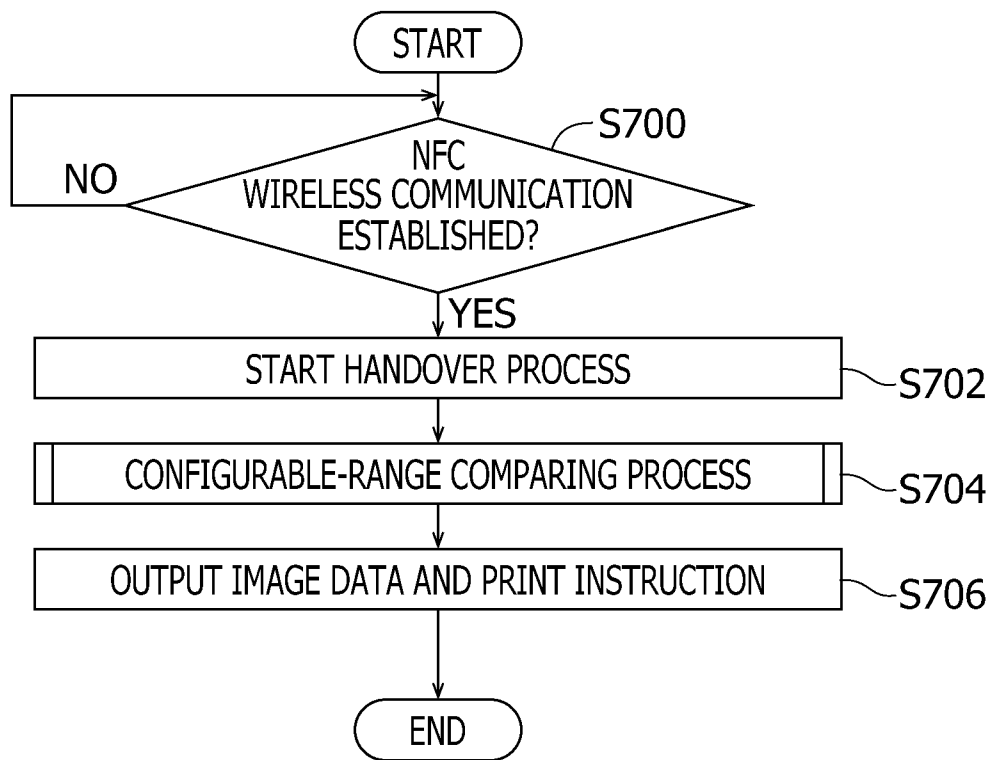 START
S700
NFC
WIRELESS COMMUNICATION
ESTABLISHED?
NO
YES
START HANDOVER PROCESS
S702
CONFIGURABLE-RANGE COMPARING PROCESS
S704
OUTPUT IMAGE DATA AND PRINT INSTRUCTION
S706
END